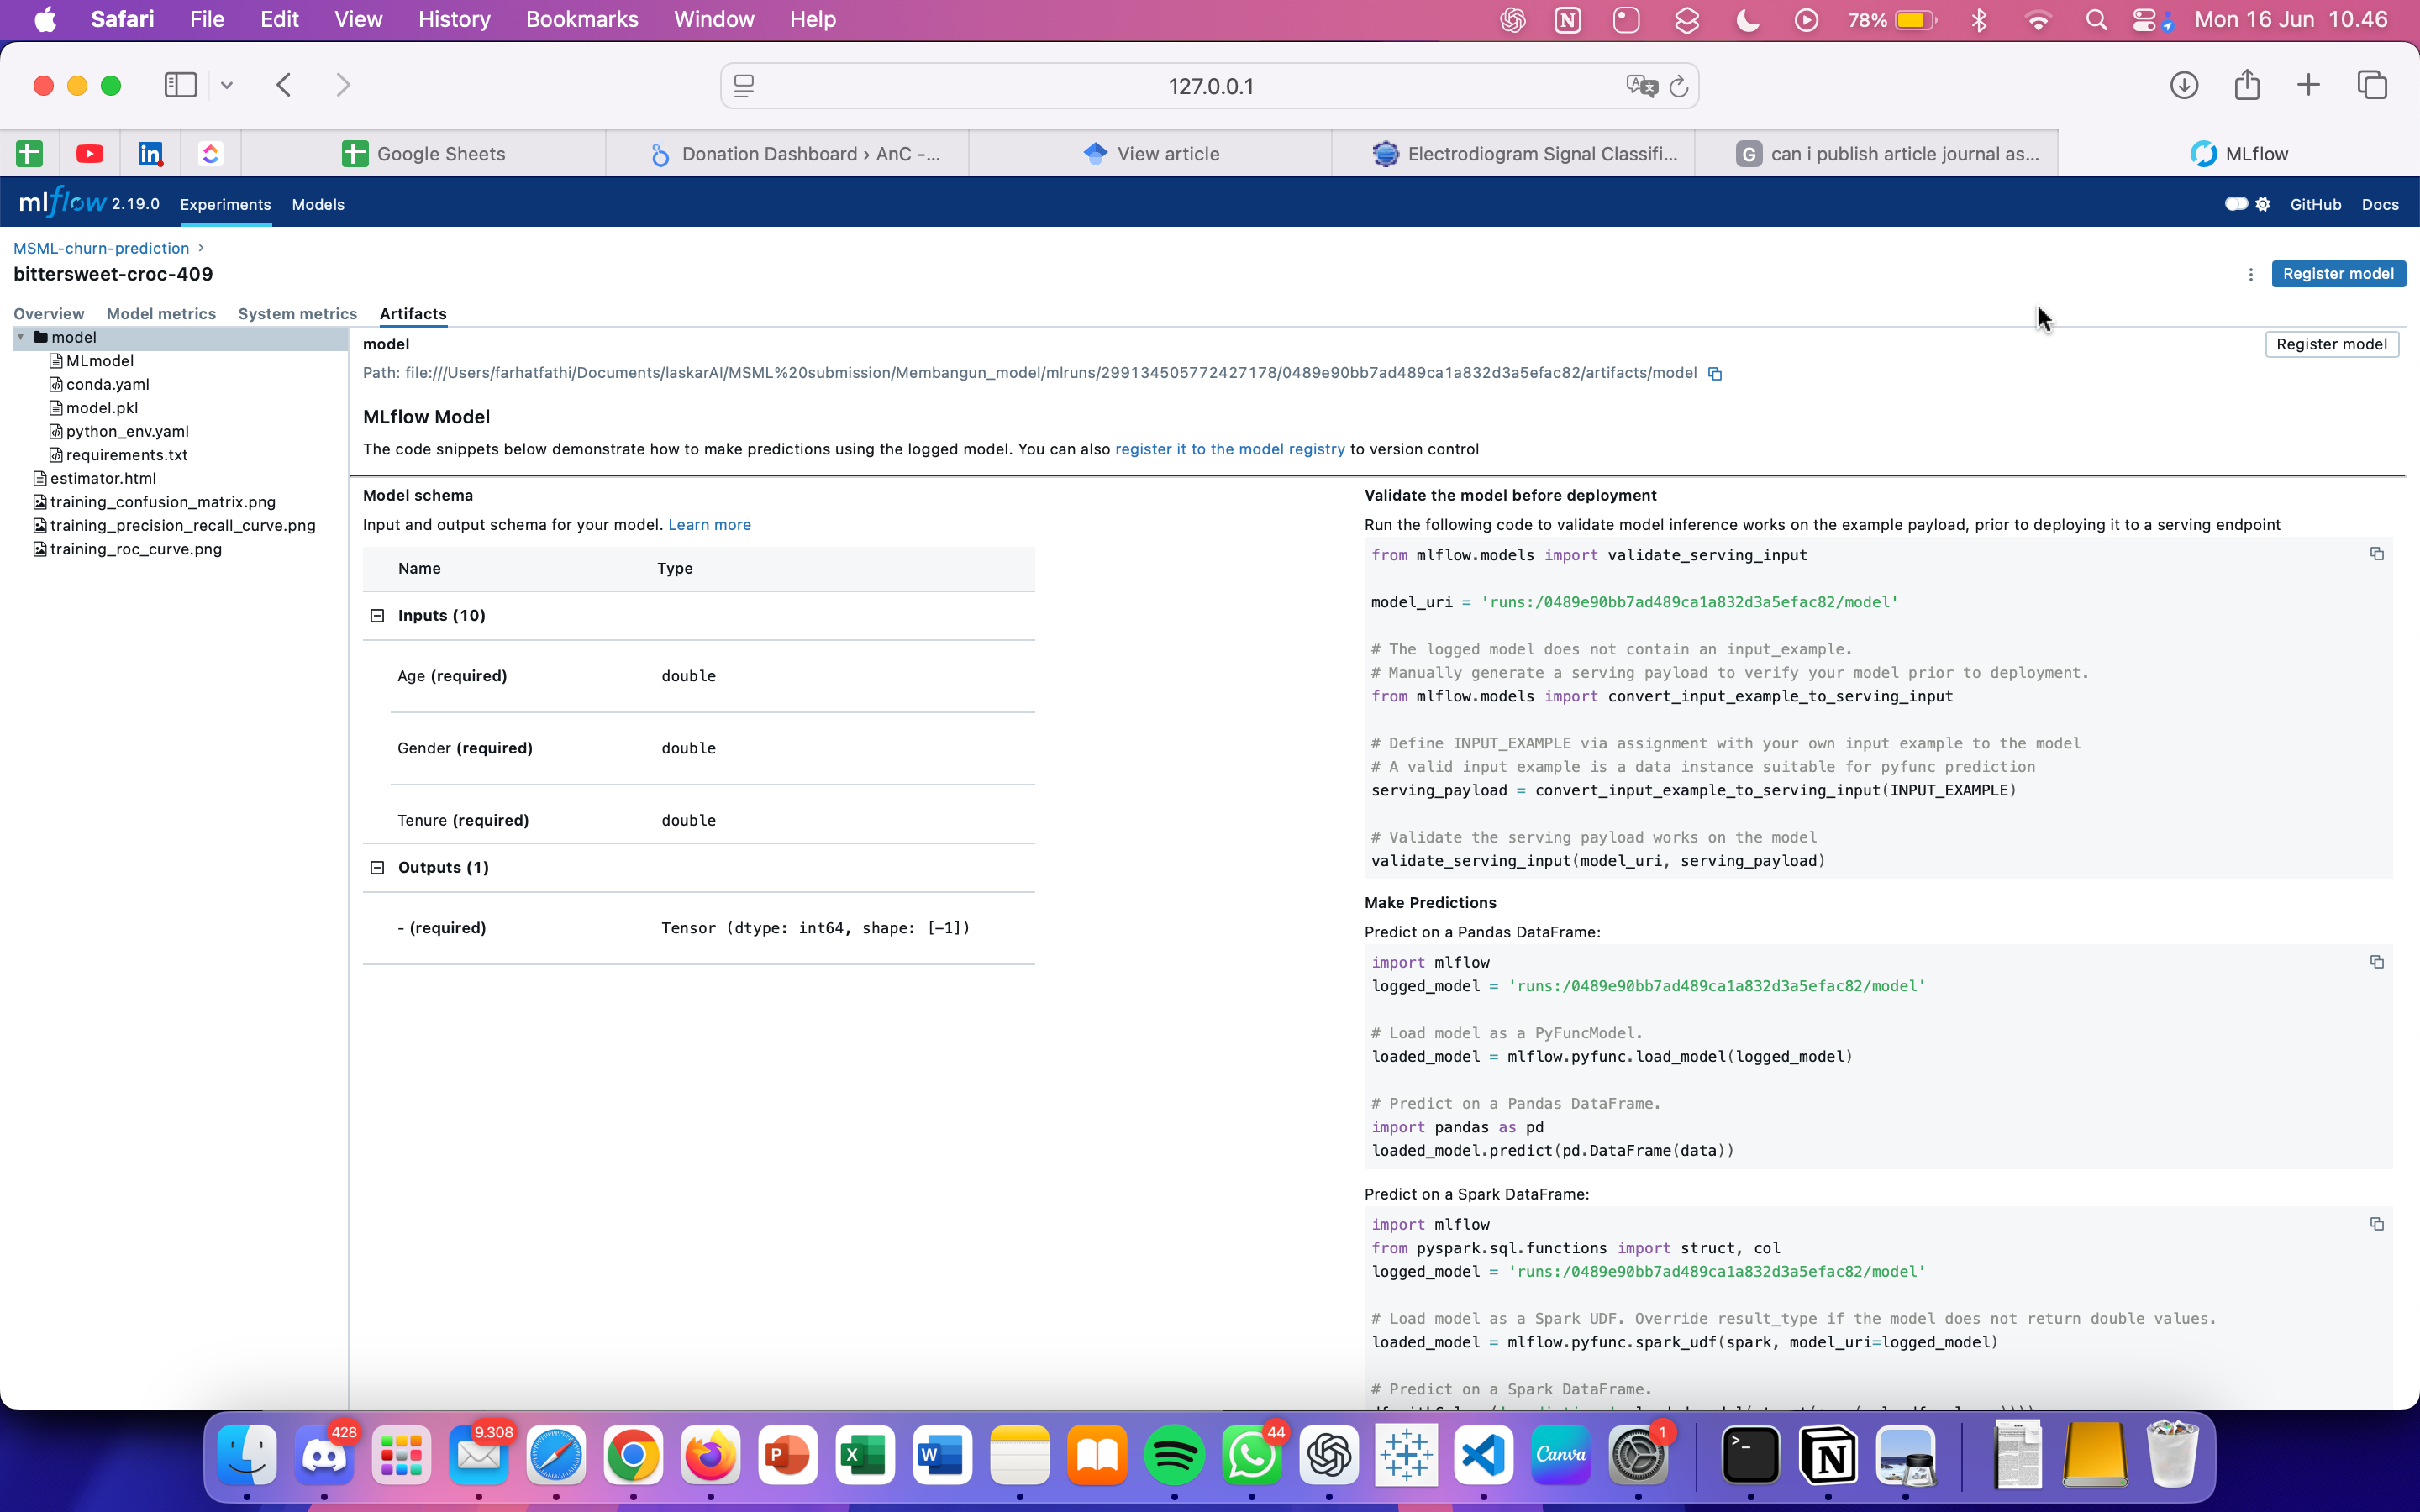 Safari File Edit View History Bookmarks Window Help 78% Mon 16 Jun 10.46
127.0.0.1
Google Sheets Donation Dashboard › AnC -... View article Electrodiogram Signal Classifi... G can i publish article journal as... MLflow
mlflow 2.19.0 Experiments Models GitHub Docs
MSML-churn-prediction ›
bittersweet-croc-409
Register model
Overview Model metrics System metrics Artifacts
model
MLmodel
conda.yaml
model.pkl
python_env.yaml
requirements.txt
estimator.html
training_confusion_matrix.png
training_precision_recall_curve.png
training_roc_curve.png
model
Register model
Path: file:///Users/farhatfathi/Documents/laskarAI/MSML%20submission/Membangun_model/mlruns/299134505772427178/0489e90bb7ad489ca1a832d3a5efac82/artifacts/model
MLflow Model
The code snippets below demonstrate how to make predictions using the logged model. You can also register it to the model registry to version control
Model schema
Input and output schema for your model. Learn more
Name Type
Inputs (10)
Age (required) double
Gender (required) double
Tenure (required) double
Outputs (1)
- (required) Tensor (dtype: int64, shape: [-1])
Validate the model before deployment
Run the following code to validate model inference works on the example payload, prior to deploying it to a serving endpoint
from mlflow.models import validate_serving_input
model_uri = 'runs:/0489e90bb7ad489ca1a832d3a5efac82/model'
# The logged model does not contain an input_example.
# Manually generate a serving payload to verify your model prior to deployment.
from mlflow.models import convert_input_example_to_serving_input
# Define INPUT_EXAMPLE via assignment with your own input example to the model
# A valid input example is a data instance suitable for pyfunc prediction
serving_payload = convert_input_example_to_serving_input(INPUT_EXAMPLE)
# Validate the serving payload works on the model
validate_serving_input(model_uri, serving_payload)
Make Predictions
Predict on a Pandas DataFrame:
import mlflow
logged_model = 'runs:/0489e90bb7ad489ca1a832d3a5efac82/model'
# Load model as a PyFuncModel.
loaded_model = mlflow.pyfunc.load_model(logged_model)
# Predict on a Pandas DataFrame.
import pandas as pd
loaded_model.predict(pd.DataFrame(data))
Predict on a Spark DataFrame:
import mlflow
from pyspark.sql.functions import struct, col
logged_model = 'runs:/0489e90bb7ad489ca1a832d3a5efac82/model'
# Load model as a Spark UDF. Override result_type if the model does not return double values.
loaded_model = mlflow.pyfunc.spark_udf(spark, model_uri=logged_model)
# Predict on a Spark DataFrame.
428 9.308 44 1
P X W Canva >_ N